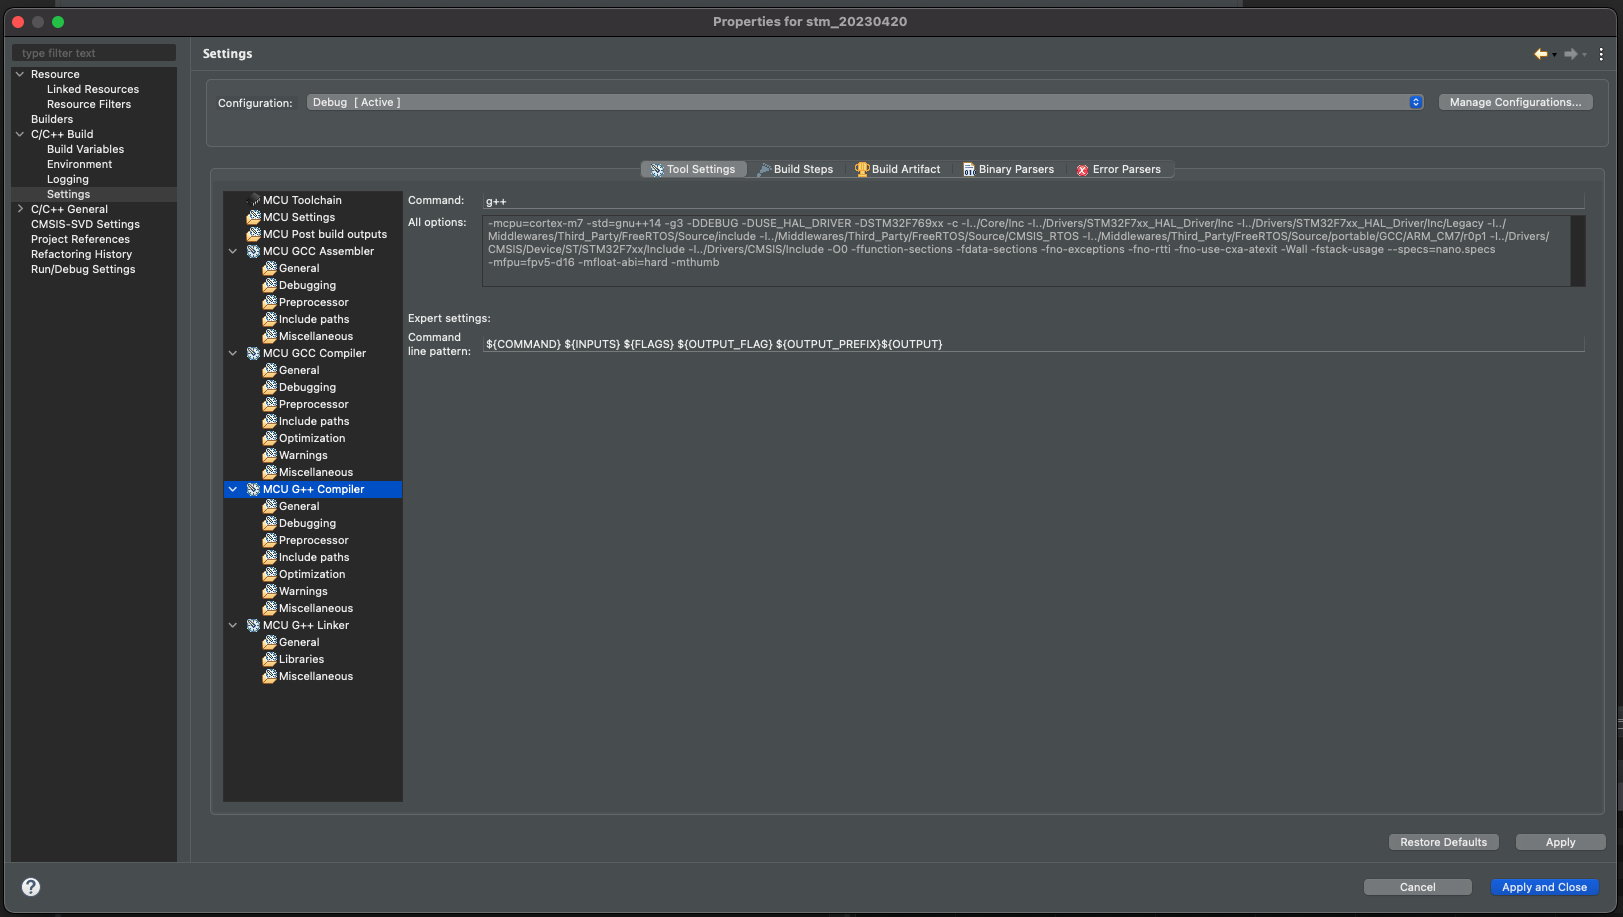 Properties for stm_20230420
type filter text
Resource
Linked Resources
Resource Filters
Builders
C/C++ Build
Build Variables
Environment
Logging
Settings
C/C++ General
CMSIS-SVD Settings
Project References
Refactoring History
Run/Debug Settings
Settings
Configuration:
Debug [ Active ]
Manage Configurations...
Tool Settings
Build Steps
Build Artifact
Binary Parsers
Error Parsers
MCU Toolchain
MCU Settings
MCU Post build outputs
MCU GCC Assembler
General
Debugging
Preprocessor
Include paths
Miscellaneous
MCU GCC Compiler
General
Debugging
Preprocessor
Include paths
Optimization
Warnings
Miscellaneous
MCU G++ Compiler
General
Debugging
Preprocessor
Include paths
Optimization
Warnings
Miscellaneous
MCU G++ Linker
General
Libraries
Miscellaneous
Command:
g++
All options:
-mcpu=cortex-m7 -std=gnu++14 -g3 -DDEBUG -DUSE_HAL_DRIVER -DSTM32F769xx -c -I../Core/Inc -I../Drivers/STM32F7xx_HAL_Driver/Inc -I../Drivers/STM32F7xx_HAL_Driver/Inc/Legacy -I../
Middlewares/Third_Party/FreeRTOS/Source/include -I../Middlewares/Third_Party/FreeRTOS/Source/CMSIS_RTOS -I../Middlewares/Third_Party/FreeRTOS/Source/portable/GCC/ARM_CM7/r0p1 -I../Drivers/
CMSIS/Device/ST/STM32F7xx/Include -I../Drivers/CMSIS/Include -O0 -ffunction-sections -fdata-sections -fno-exceptions -fno-rtti -fno-use-cxa-atexit -Wall -fstack-usage --specs=nano.specs
-mfpu=fpv5-d16 -mfloat-abi=hard -mthumb
Expert settings:
Command
line pattern:
${COMMAND} ${INPUTS} ${FLAGS} ${OUTPUT_FLAG} ${OUTPUT_PREFIX}${OUTPUT}
Restore Defaults
Apply
Cancel
Apply and Close